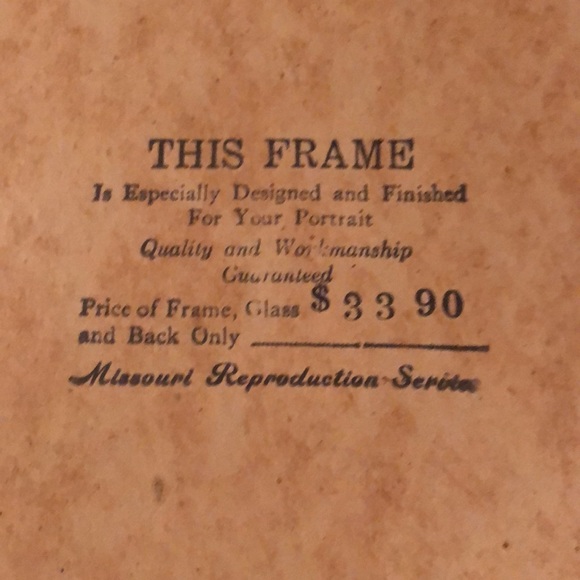 THIS FRAME
Is Especially Designed and Finished
For Your Portrait
Quality and Workmanship
Guaranteed
Price of Frame, Glass $ 33 90
and Back Only
Missouri Reproduction Service